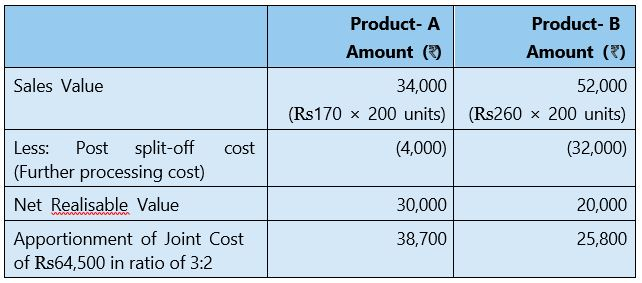 Product- A Product- B
Amount (₹) Amount (₹)
Sales Value 34,000 52,000
(Rs170 × 200 units) (Rs260 × 200 units)
Less: Post split-off cost (4,000) (32,000)
(Further processing cost)
Net Realisable Value 30,000 20,000
Apportionment of Joint Cost 38,700 25,800
of Rs64,500 in ratio of 3:2